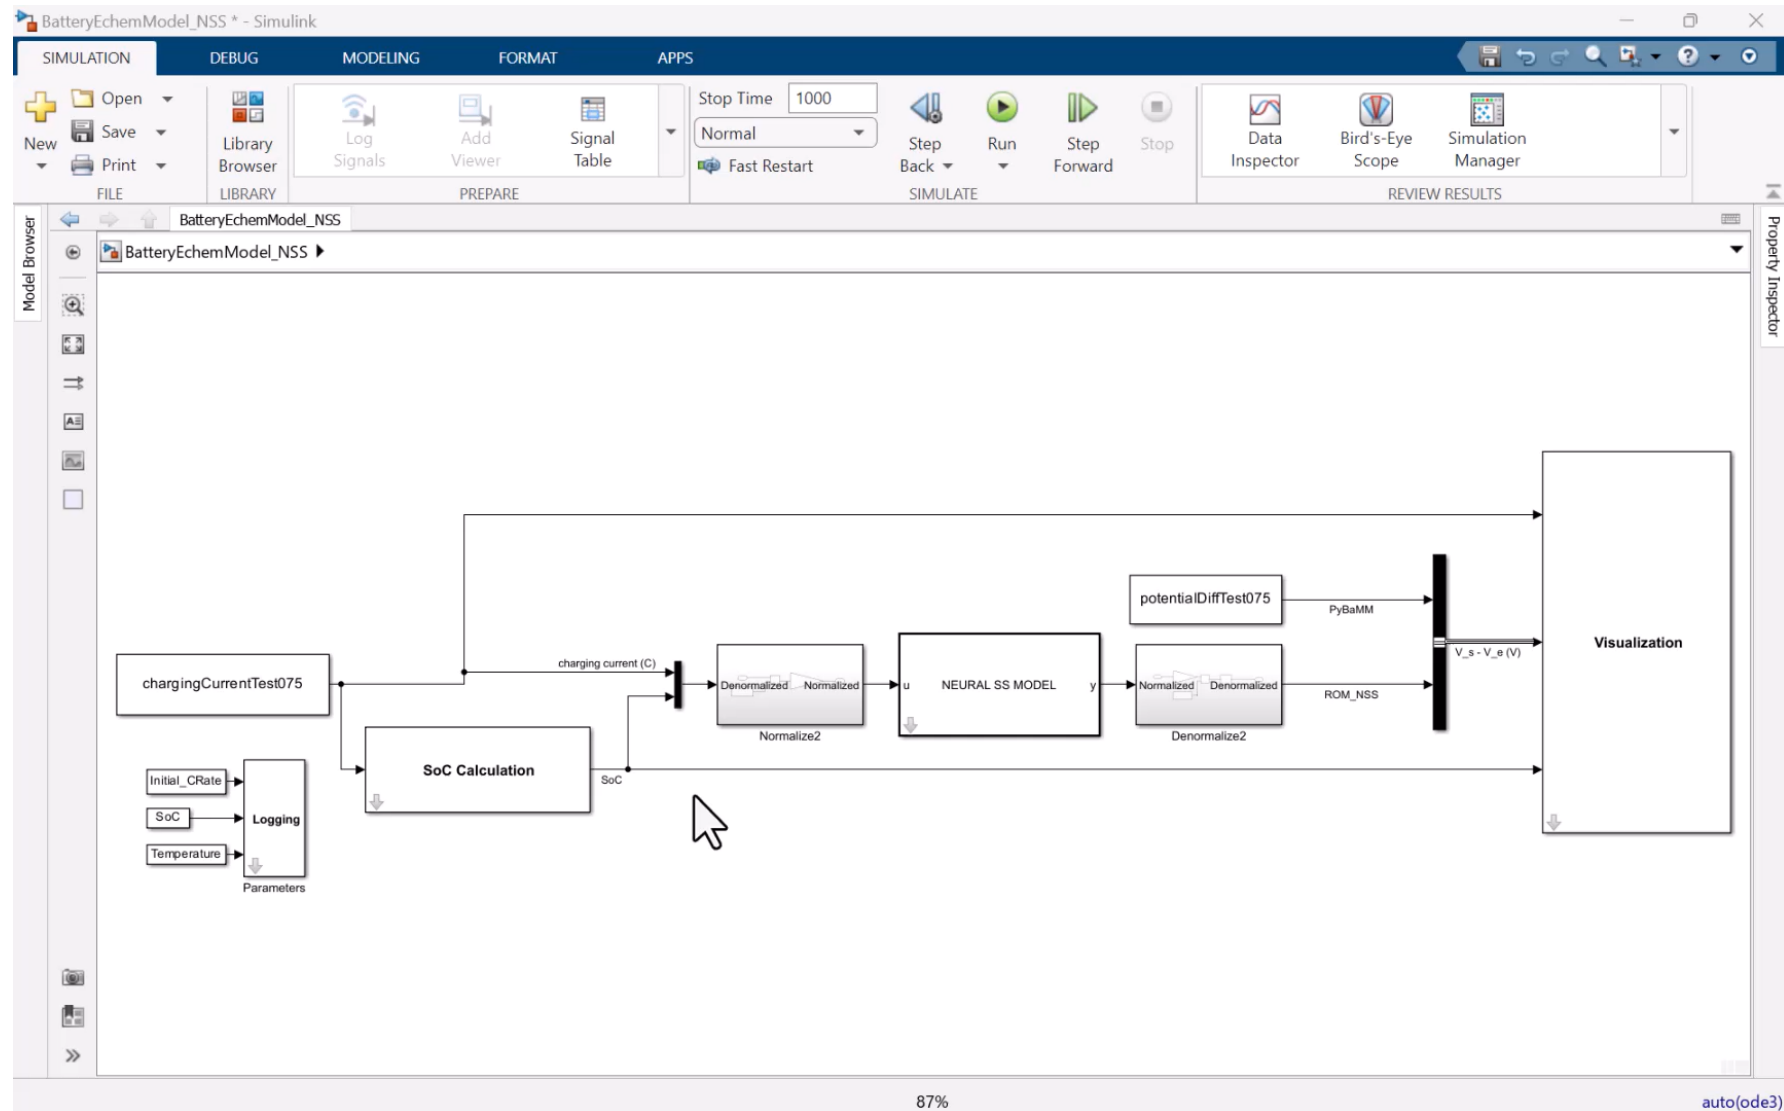 BatteryEchemModel_NSS * - Simulink
SIMULATION DEBUG MODELING FORMAT APPS
New
Open
Save
Print
FILE
Library Browser
LIBRARY
Log Signals
Add Viewer
Signal Table
PREPARE
Stop Time 1000
Normal
Fast Restart
Step Back
Run
Step Forward
Stop
SIMULATE
Data Inspector
Bird's-Eye Scope
Simulation Manager
REVIEW RESULTS
Model Browser
Property Inspector
BatteryEchemModel_NSS
BatteryEchemModel_NSS
potentialDiffTest075
PyBaMM
Visualization
V_s - V_e (V)
charging current (C)
chargingCurrentTest075
Denormalized Normalized
Normalize2
u NEURAL SS MODEL y
Normalized Denormalized
Denormalize2
ROM_NSS
SoC Calculation
SoC
Initial_CRate
SoC
Temperature
Logging
Parameters
87%
auto(ode3)